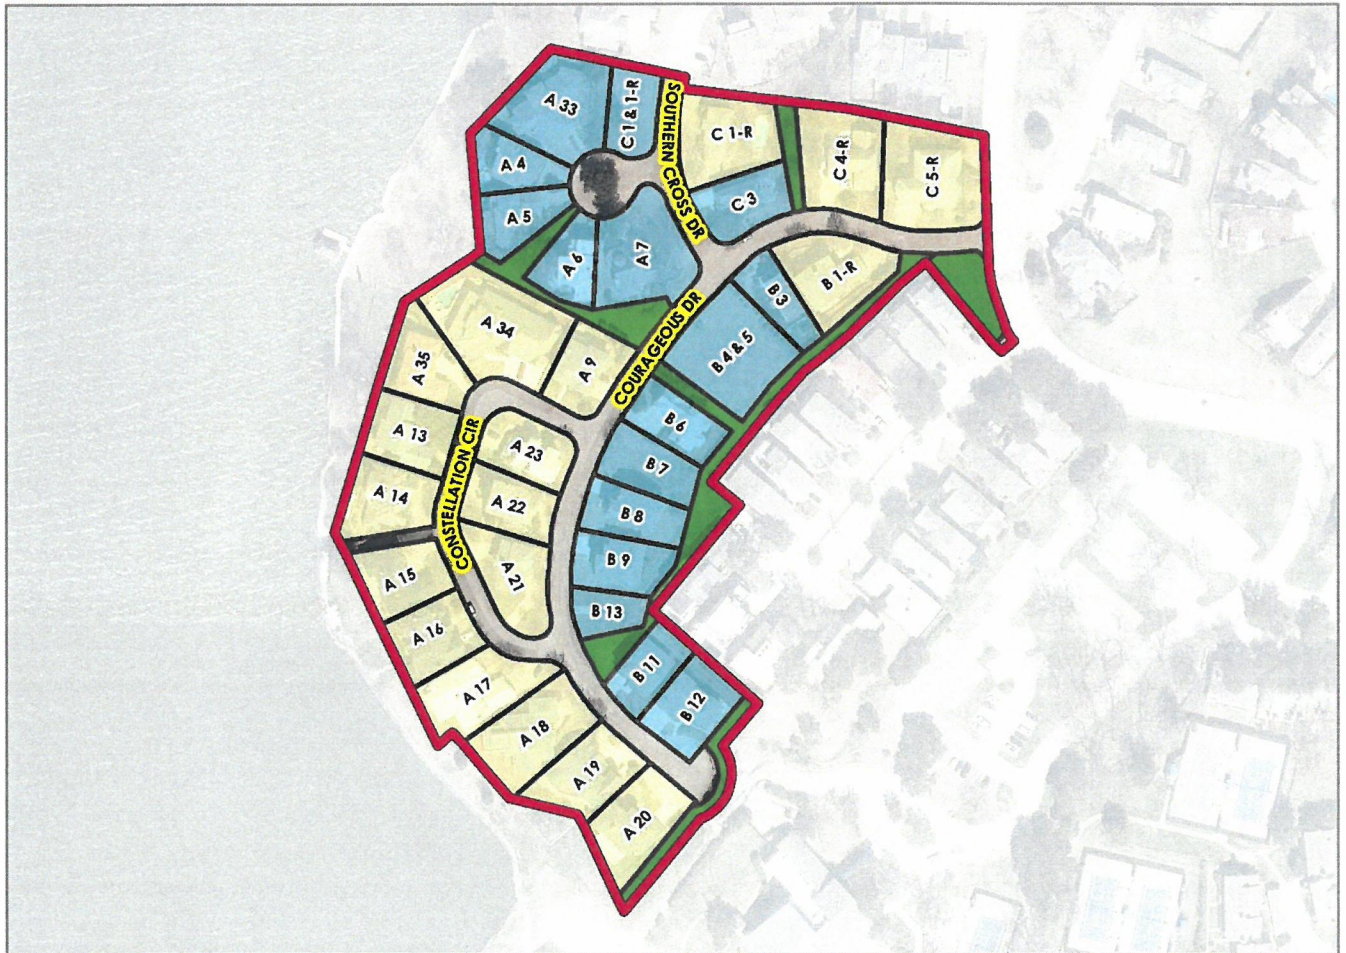 A 33
C 1 & 1-R
SOUTHERN CROSS DR
C 1-R
C 4-R
C 5-R
A 4
A 5
C 3
A 6
A 7
B 3
B 1-R
A 34
B 4 & 5
COURAGEOUS DR
A 35
A 9
B 6
A 13
A 23
B 7
CONSTELLATION CIR
A 14
A 22
B 8
B 9
A 15
A 21
B 13
A 16
B 11
A 17
B 12
A 18
A 19
A 20